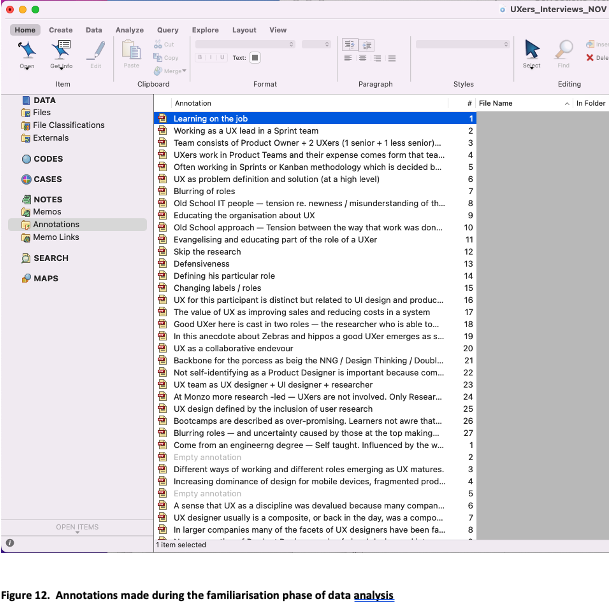 UXers_Interviews_NOV
Home Create Data Analyze Query Explore Layout View
Open Get Info Edit Paste Cut Copy Merge B I U Text: Select Find Dele
Item Clipboard Format Paragraph Styles Editing
DATA
Files
File Classifications
Externals
CODES
CASES
NOTES
Memos
Annotations
Memo Links
SEARCH
MAPS
OPEN ITEMS
Annotation # File Name In Folder
Learning on the job 1
Working as a UX lead in a Sprint team 2
Team consists of Product Owner + 2 UXers (1 senior + 1 less senior)... 3
UXers work in Product Teams and their expense comes form that tea... 4
Often working in Sprints or Kanban methodology which is decided b... 5
UX as problem definition and solution (at a high level) 6
Blurring of roles 7
Old School IT people — tension re. newness / misunderstanding of th... 8
Educating the organisation about UX 9
Old School approach — Tension between the way that work was don... 10
Evangelising and educating part of the role of a UXer 11
Skip the research 12
Defensiveness 13
Defining his particular role 14
Changing labels / roles 15
UX for this participant is distinct but related to UI design and produc... 16
The value of UX as improving sales and reducing costs in a system 17
Good UXer here is cast in two roles — the researcher who is able to... 18
In this anecdote about Zebras and hippos a good UXer emerges as s... 19
UX as a collaborative endevour 20
Backbone for the porcess as beig the NNG / Design Thinking / Doubl... 21
Not self-identifying as a Product Designer is important because com... 22
UX team as UX designer + UI designer + researcher 23
At Monzo more research -led — UXers are not involved. Only Resear... 24
UX design defined by the inclusion of user research 25
Bootcamps are described as over-promising. Learners not awre that... 26
Blurring roles — and uncertainty caused by those at the top making... 27
Come from an engineerng degree — Self taught. Influenced by the w... 1
Empty annotation 2
Different ways of working and different roles emerging as UX matures. 3
Increasing dominance of design for mobile devices, fragmented prod... 4
Empty annotation 5
A sense that UX as a discipline was devalued because many compan... 6
UX designer usually is a composite, or back in the day, was a compo... 7
In larger companies many of the facets of UX designers have been fa... 8
1 item selected
Figure 12. Annotations made during the familiarisation phase of data analysis